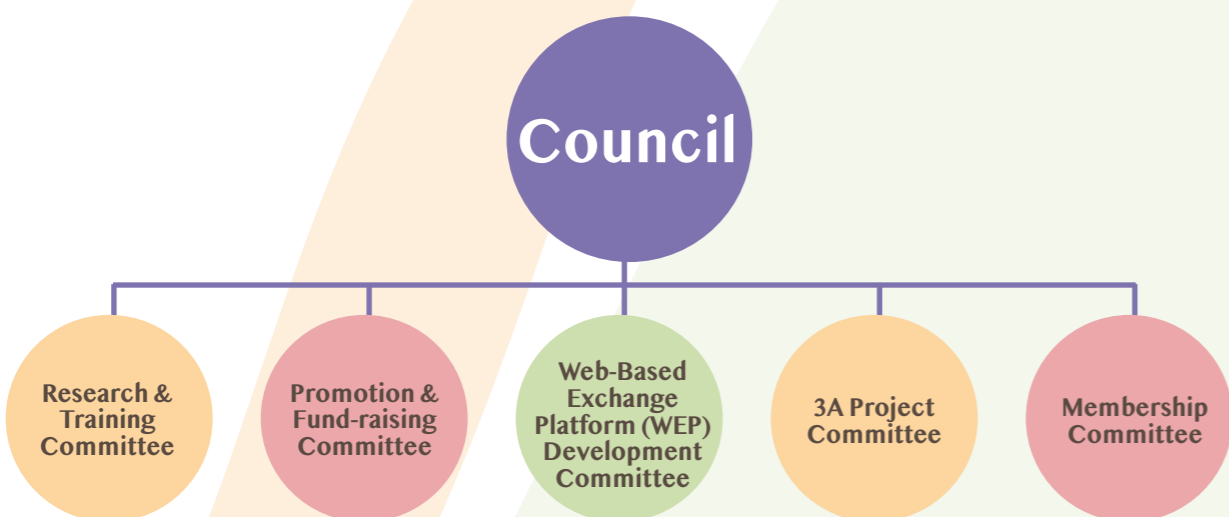 Council
Research &
Training
Committee
Promotion &
Fund-raising
Committee
Web-Based
Exchange
Platform (WEP)
Development
Committee
3A Project
Committee
Membership
Committee